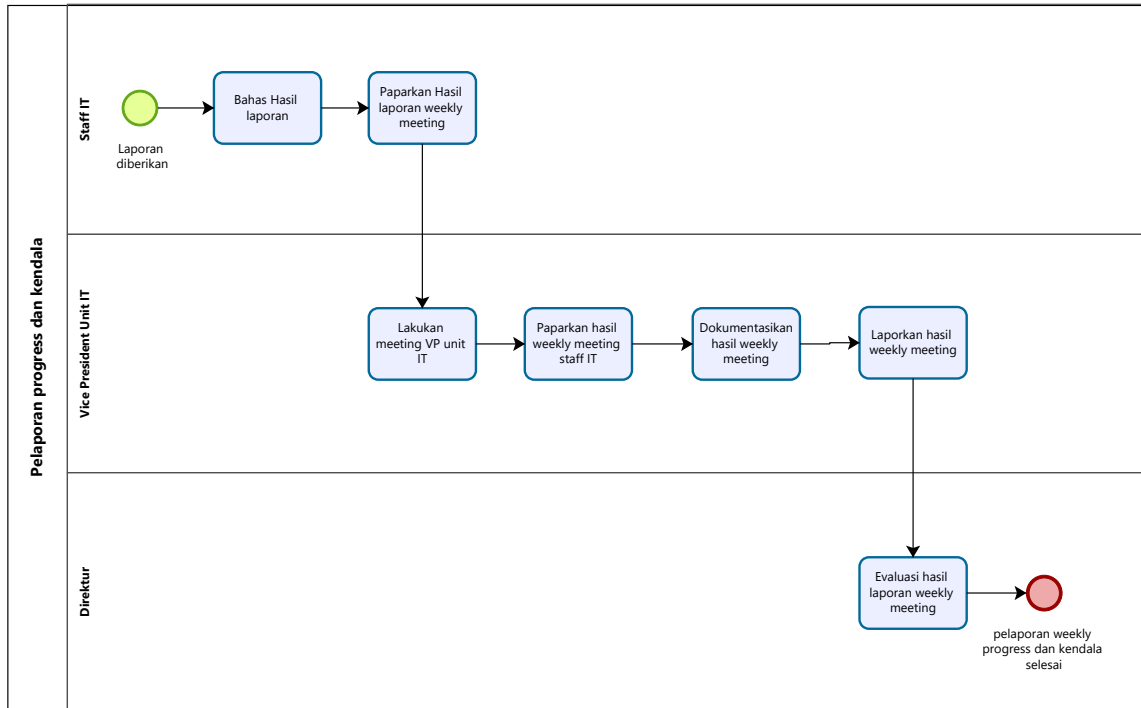 Pelaporan progress dan kendala
Staff IT
Laporan
diberikan
Bahas Hasil
laporan
Paparkan Hasil
laporan weekly
meeting
Vice President Unit IT
Lakukan
meeting VP unit
IT
Paparkan hasil
weekly meeting
staff IT
Dokumentasikan
hasil weekly
meeting
Laporkan hasil
weekly meeting
Direktur
Evaluasi hasil
laporan weekly
meeting
pelaporan weekly
progress dan kendala
selesai